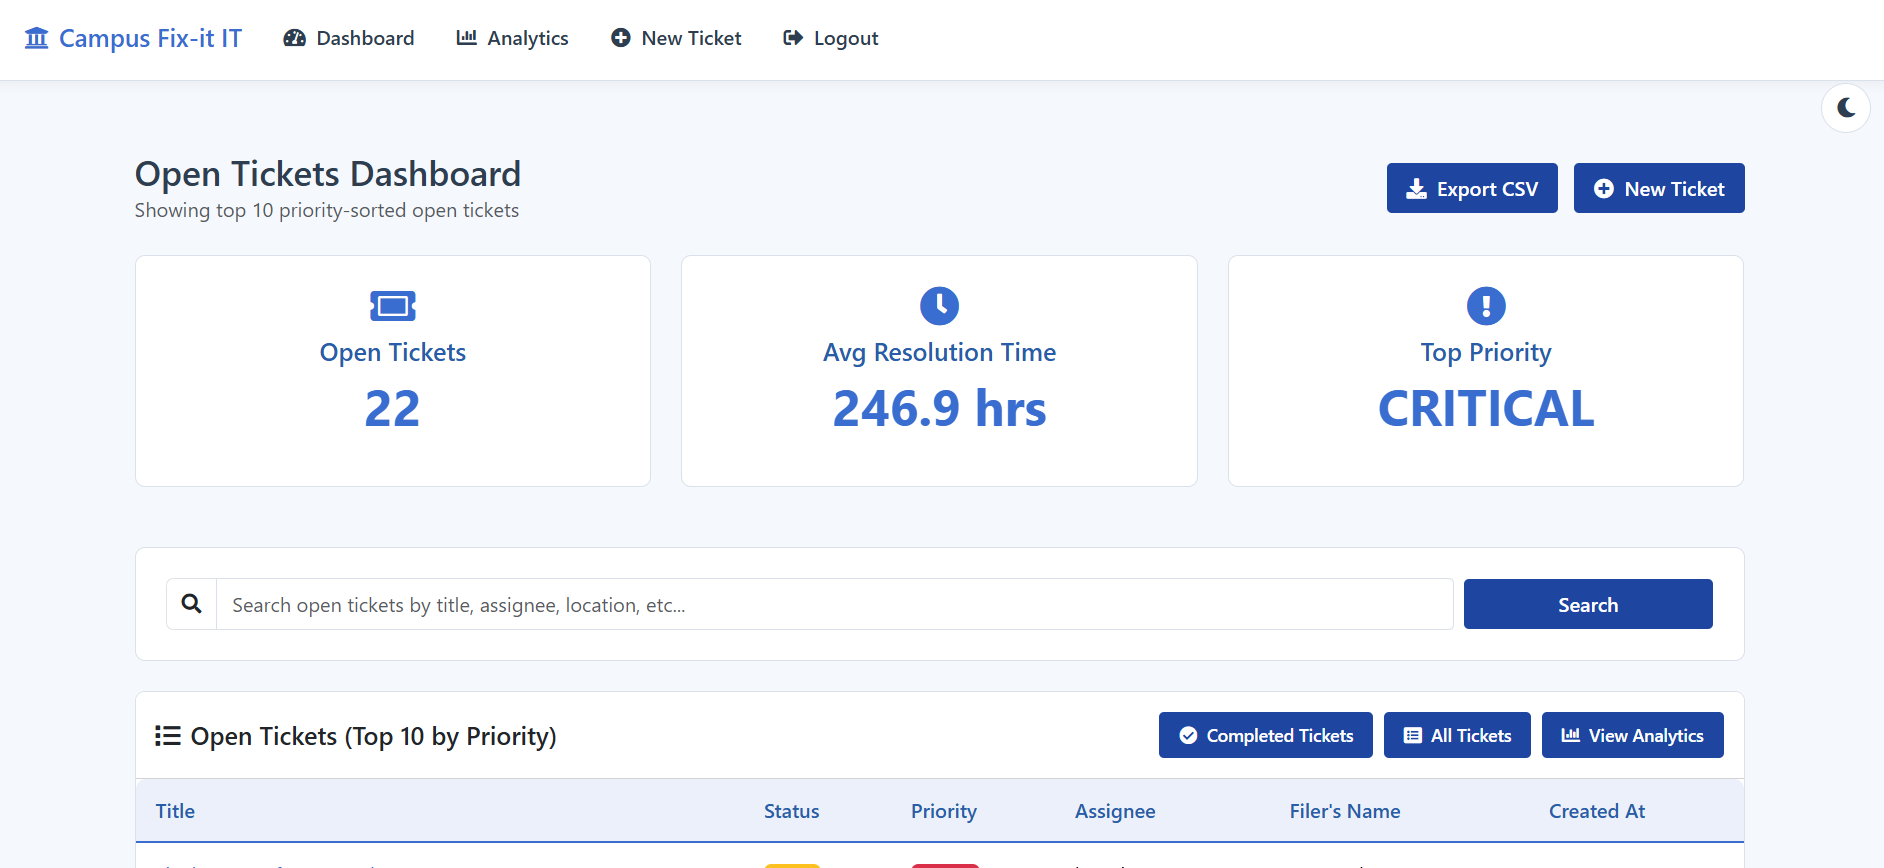 Campus Fix-it IT Dashboard Analytics New Ticket Logout
Open Tickets Dashboard
Showing top 10 priority-sorted open tickets
Export CSV New Ticket
Open Tickets
22
Avg Resolution Time
246.9 hrs
Top Priority
CRITICAL
Search open tickets by title, assignee, location, etc...
Search
Open Tickets (Top 10 by Priority)
Completed Tickets All Tickets View Analytics
Title Status Priority Assignee Filer's Name Created At